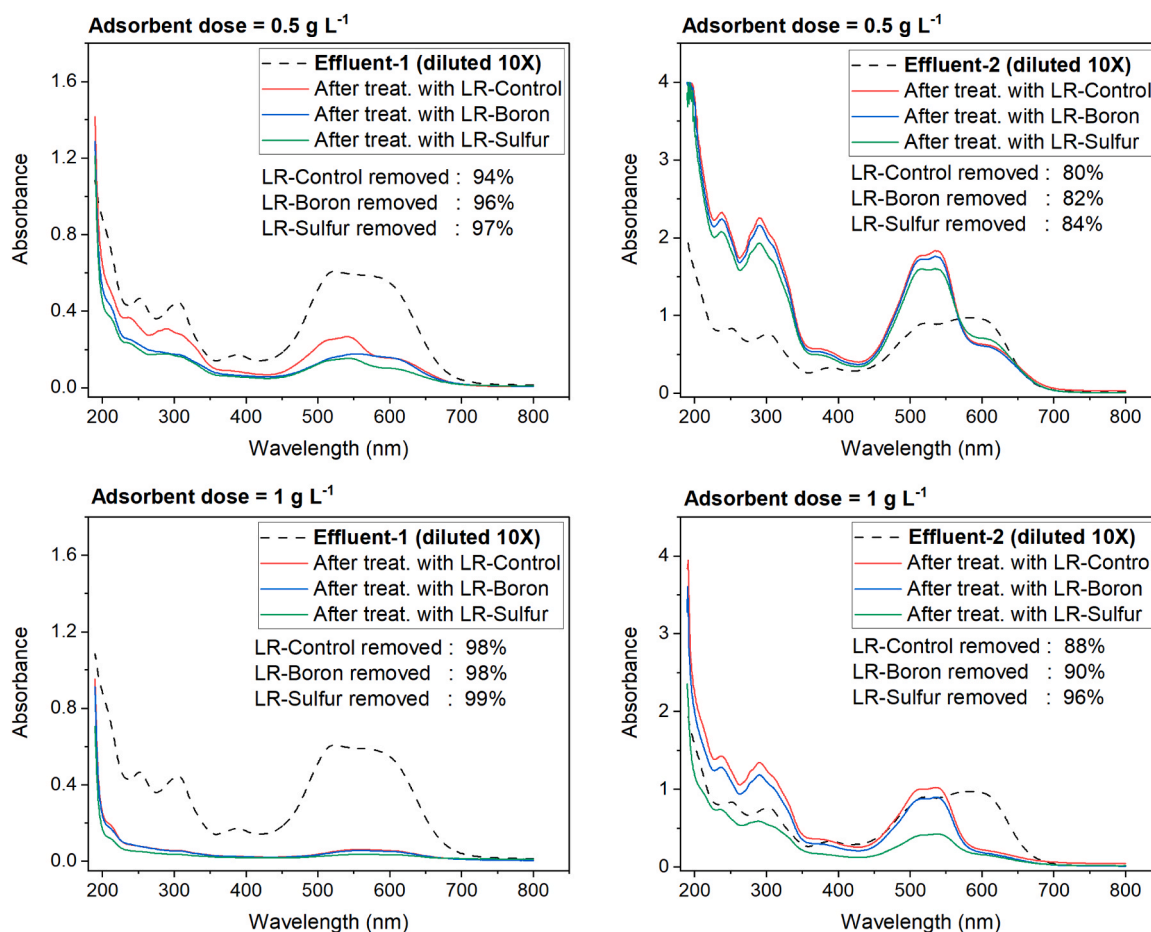 Adsorbent dose = 0.5 g L⁻¹
Effluent-1 (diluted 10X)
After treat. with LR-Control
After treat. with LR-Boron
After treat. with LR-Sulfur
LR-Control removed : 94%
LR-Boron removed : 96%
LR-Sulfur removed : 97%
1.6
1.2
0.8
0.4
0.0
Absorbance
200 300 400 500 600 700 800
Wavelength (nm)
Adsorbent dose = 0.5 g L⁻¹
Effluent-2 (diluted 10X)
After treat. with LR-Control
After treat. with LR-Boron
After treat. with LR-Sulfur
LR-Control removed : 80%
LR-Boron removed : 82%
LR-Sulfur removed : 84%
4
3
2
1
0
Absorbance
200 300 400 500 600 700 800
Wavelength (nm)
Adsorbent dose = 1 g L⁻¹
Effluent-1 (diluted 10X)
After treat. with LR-Control
After treat. with LR-Boron
After treat. with LR-Sulfur
LR-Control removed : 98%
LR-Boron removed : 98%
LR-Sulfur removed : 99%
1.6
1.2
0.8
0.4
0.0
Absorbance
200 300 400 500 600 700 800
Wavelength (nm)
Adsorbent dose = 1 g L⁻¹
Effluent-2 (diluted 10X)
After treat. with LR-Control
After treat. with LR-Boron
After treat. with LR-Sulfur
LR-Control removed : 88%
LR-Boron removed : 90%
LR-Sulfur removed : 96%
4
3
2
1
0
Absorbance
200 300 400 500 600 700 800
Wavelength (nm)